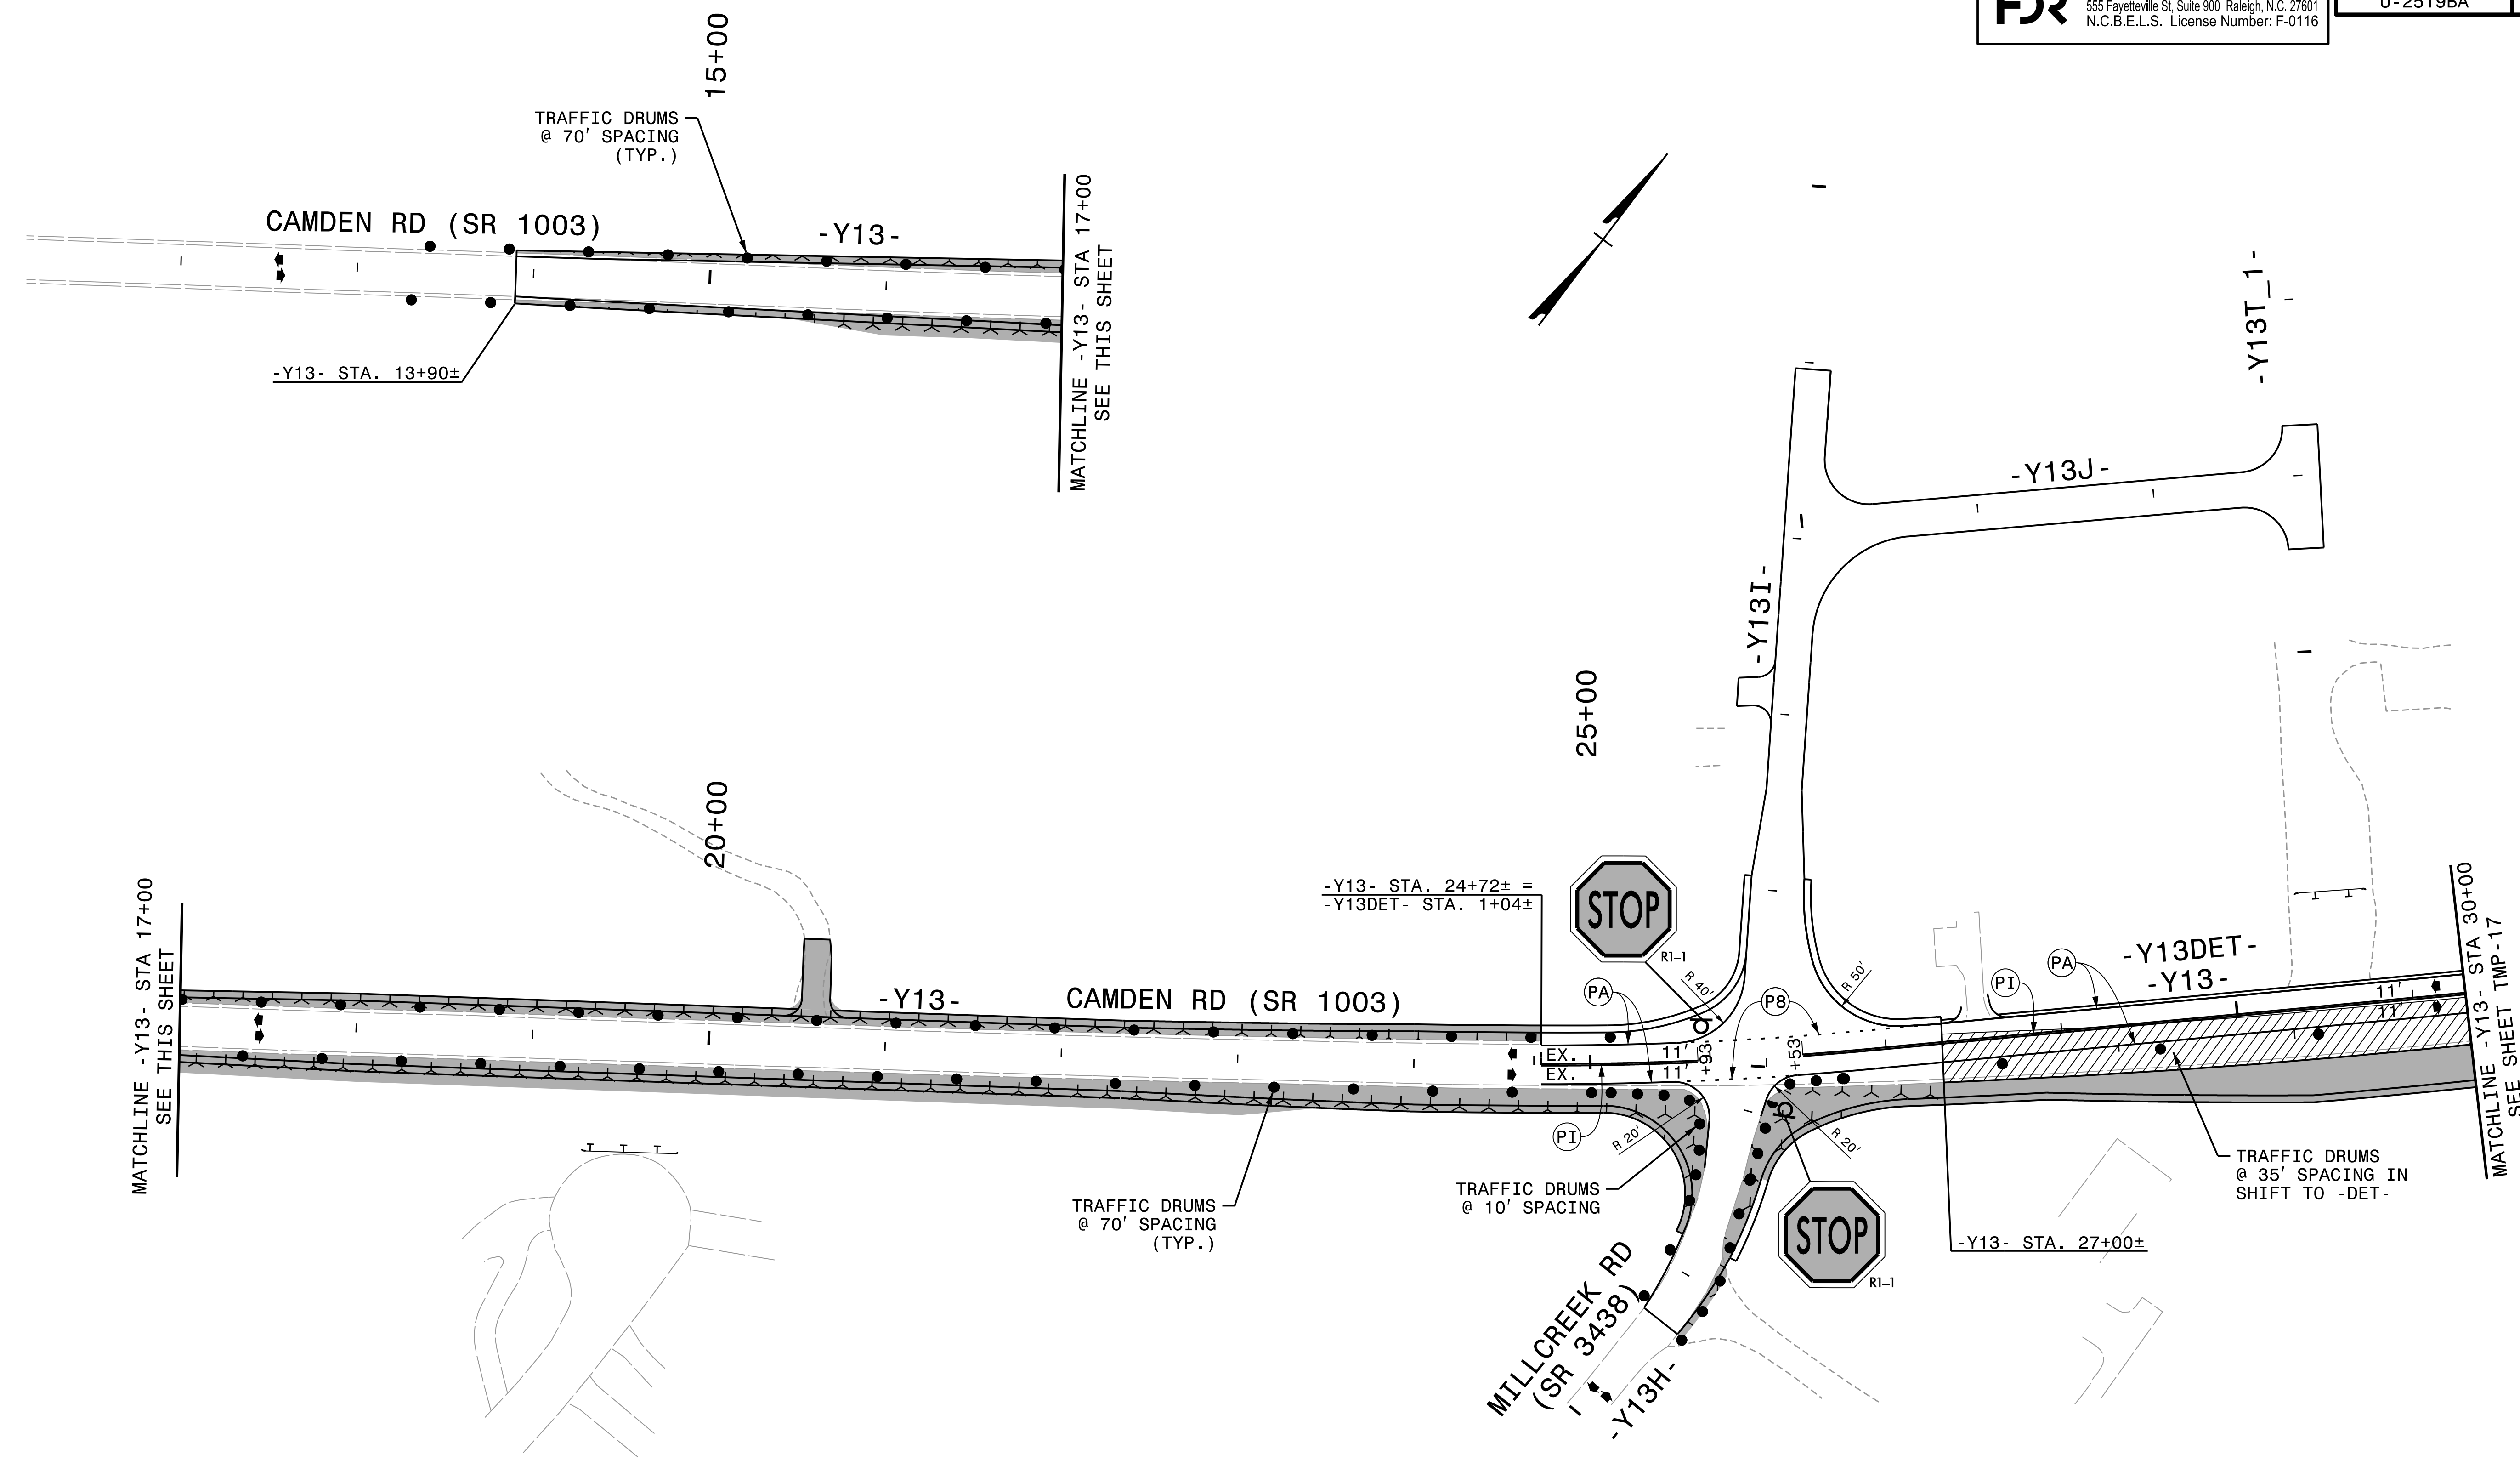 FDR
555 Fayetteville St, Suite 900 Raleigh, N.C. 27601
N.C.B.E.L.S. License Number: F-0116
U-2519BA
15+00
TRAFFIC DRUMS
@ 70' SPACING
(TYP.)
CAMDEN RD (SR 1003)
-Y13-
-Y13- STA. 13+90±
MATCHLINE -Y13- STA 17+00
SEE THIS SHEET
-Y13T_1-
-Y13J-
-Y13I-
25+00
20+00
MATCHLINE -Y13- STA 17+00
SEE THIS SHEET
-Y13- STA. 24+72± =
-Y13DET- STA. 1+04±
STOP
R1-1
R 40'
R 50'
PA
P8
PI
PA
-Y13DET-
-Y13-
11'
11'
-Y13-
CAMDEN RD (SR 1003)
EX.
11'
EX.
11'
+93
+53
PI
R 20'
R 20'
TRAFFIC DRUMS
@ 70' SPACING
(TYP.)
TRAFFIC DRUMS
@ 10' SPACING
STOP
R1-1
TRAFFIC DRUMS
@ 35' SPACING IN
SHIFT TO -DET-
-Y13- STA. 27+00±
MATCHLINE -Y13- STA 30+00
SEE SHEET TMP-17
MILLCREEK RD
(SR 3438)
-Y13H-